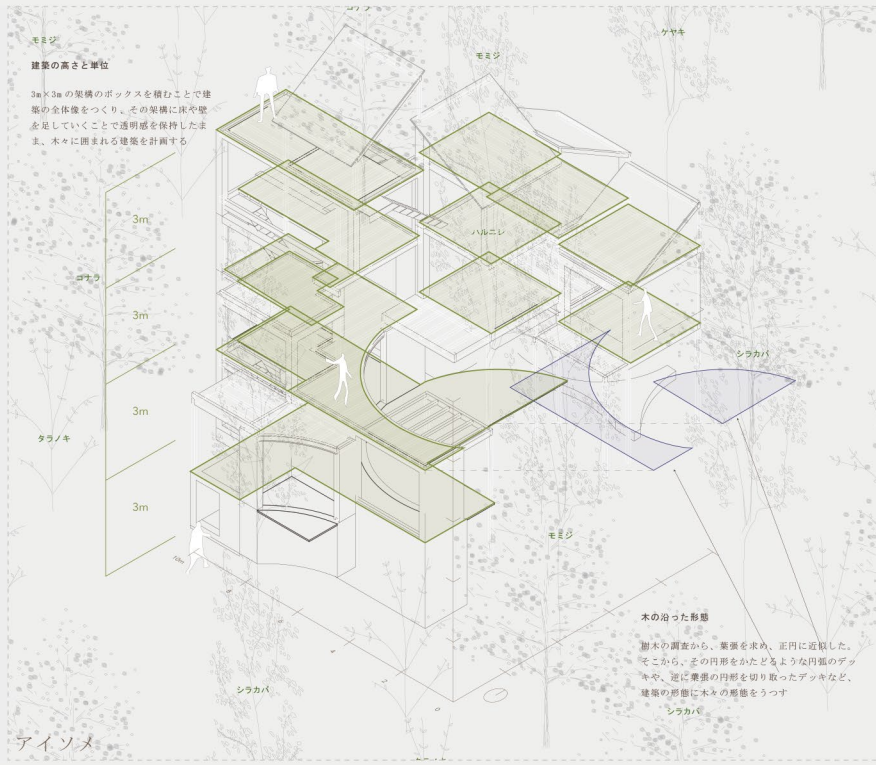 コナラ
モミジ
ケヤキ
モミジ
建築の高さと単位
3m×3mの架構のボックスを積むことで建
築の全体像をつくり、その架構に床や壁
を足していくことで透明感を保持したま
ま、木々に囲まれる建築を計画する
3m
ハルニレ
コナラ
3m
シラカバ
3m
タラノキ
3m
モミジ
木の沿った形態
樹木の調査から、葉張を求め、正円に近似した。
そこから、その円形をかたどるような円弧のデッ
キや、逆に葉張の円形を切り取ったデッキなど、
建築の形態に木々の形態をうつす
シラカバ
シラカバ
アイソメ